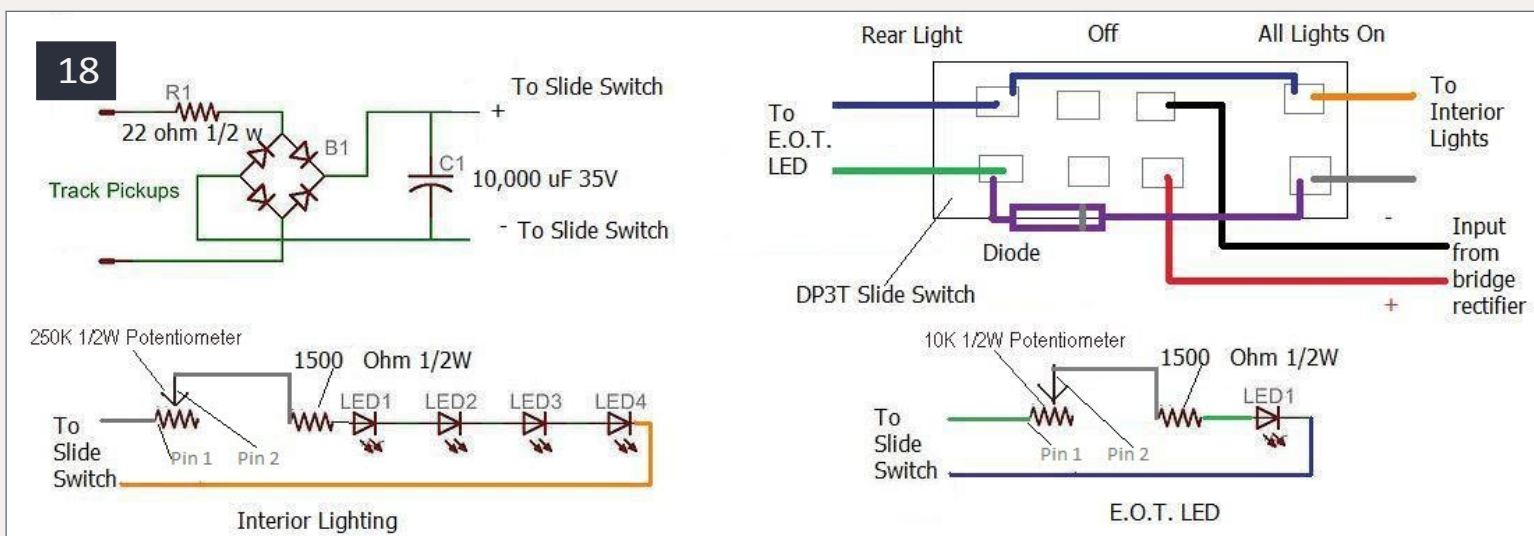 18
R1
22 ohm 1/2 w
B1
Track Pickups
To Slide Switch
+
C1
10,000 uF 35V
- To Slide Switch
Rear Light
Off
All Lights On
To
E.O.T.
LED
To
Interior
Lights
-
Diode
DP3T Slide Switch
Input
from
bridge
rectifier
+
250K 1/2W Potentiometer
1500 Ohm 1/2W
LED1 LED2 LED3 LED4
To
Slide
Switch
Pin 1 Pin 2
Interior Lighting
10K 1/2W Potentiometer
1500 Ohm 1/2W
LED1
To
Slide
Switch
Pin 1 Pin 2
E.O.T. LED